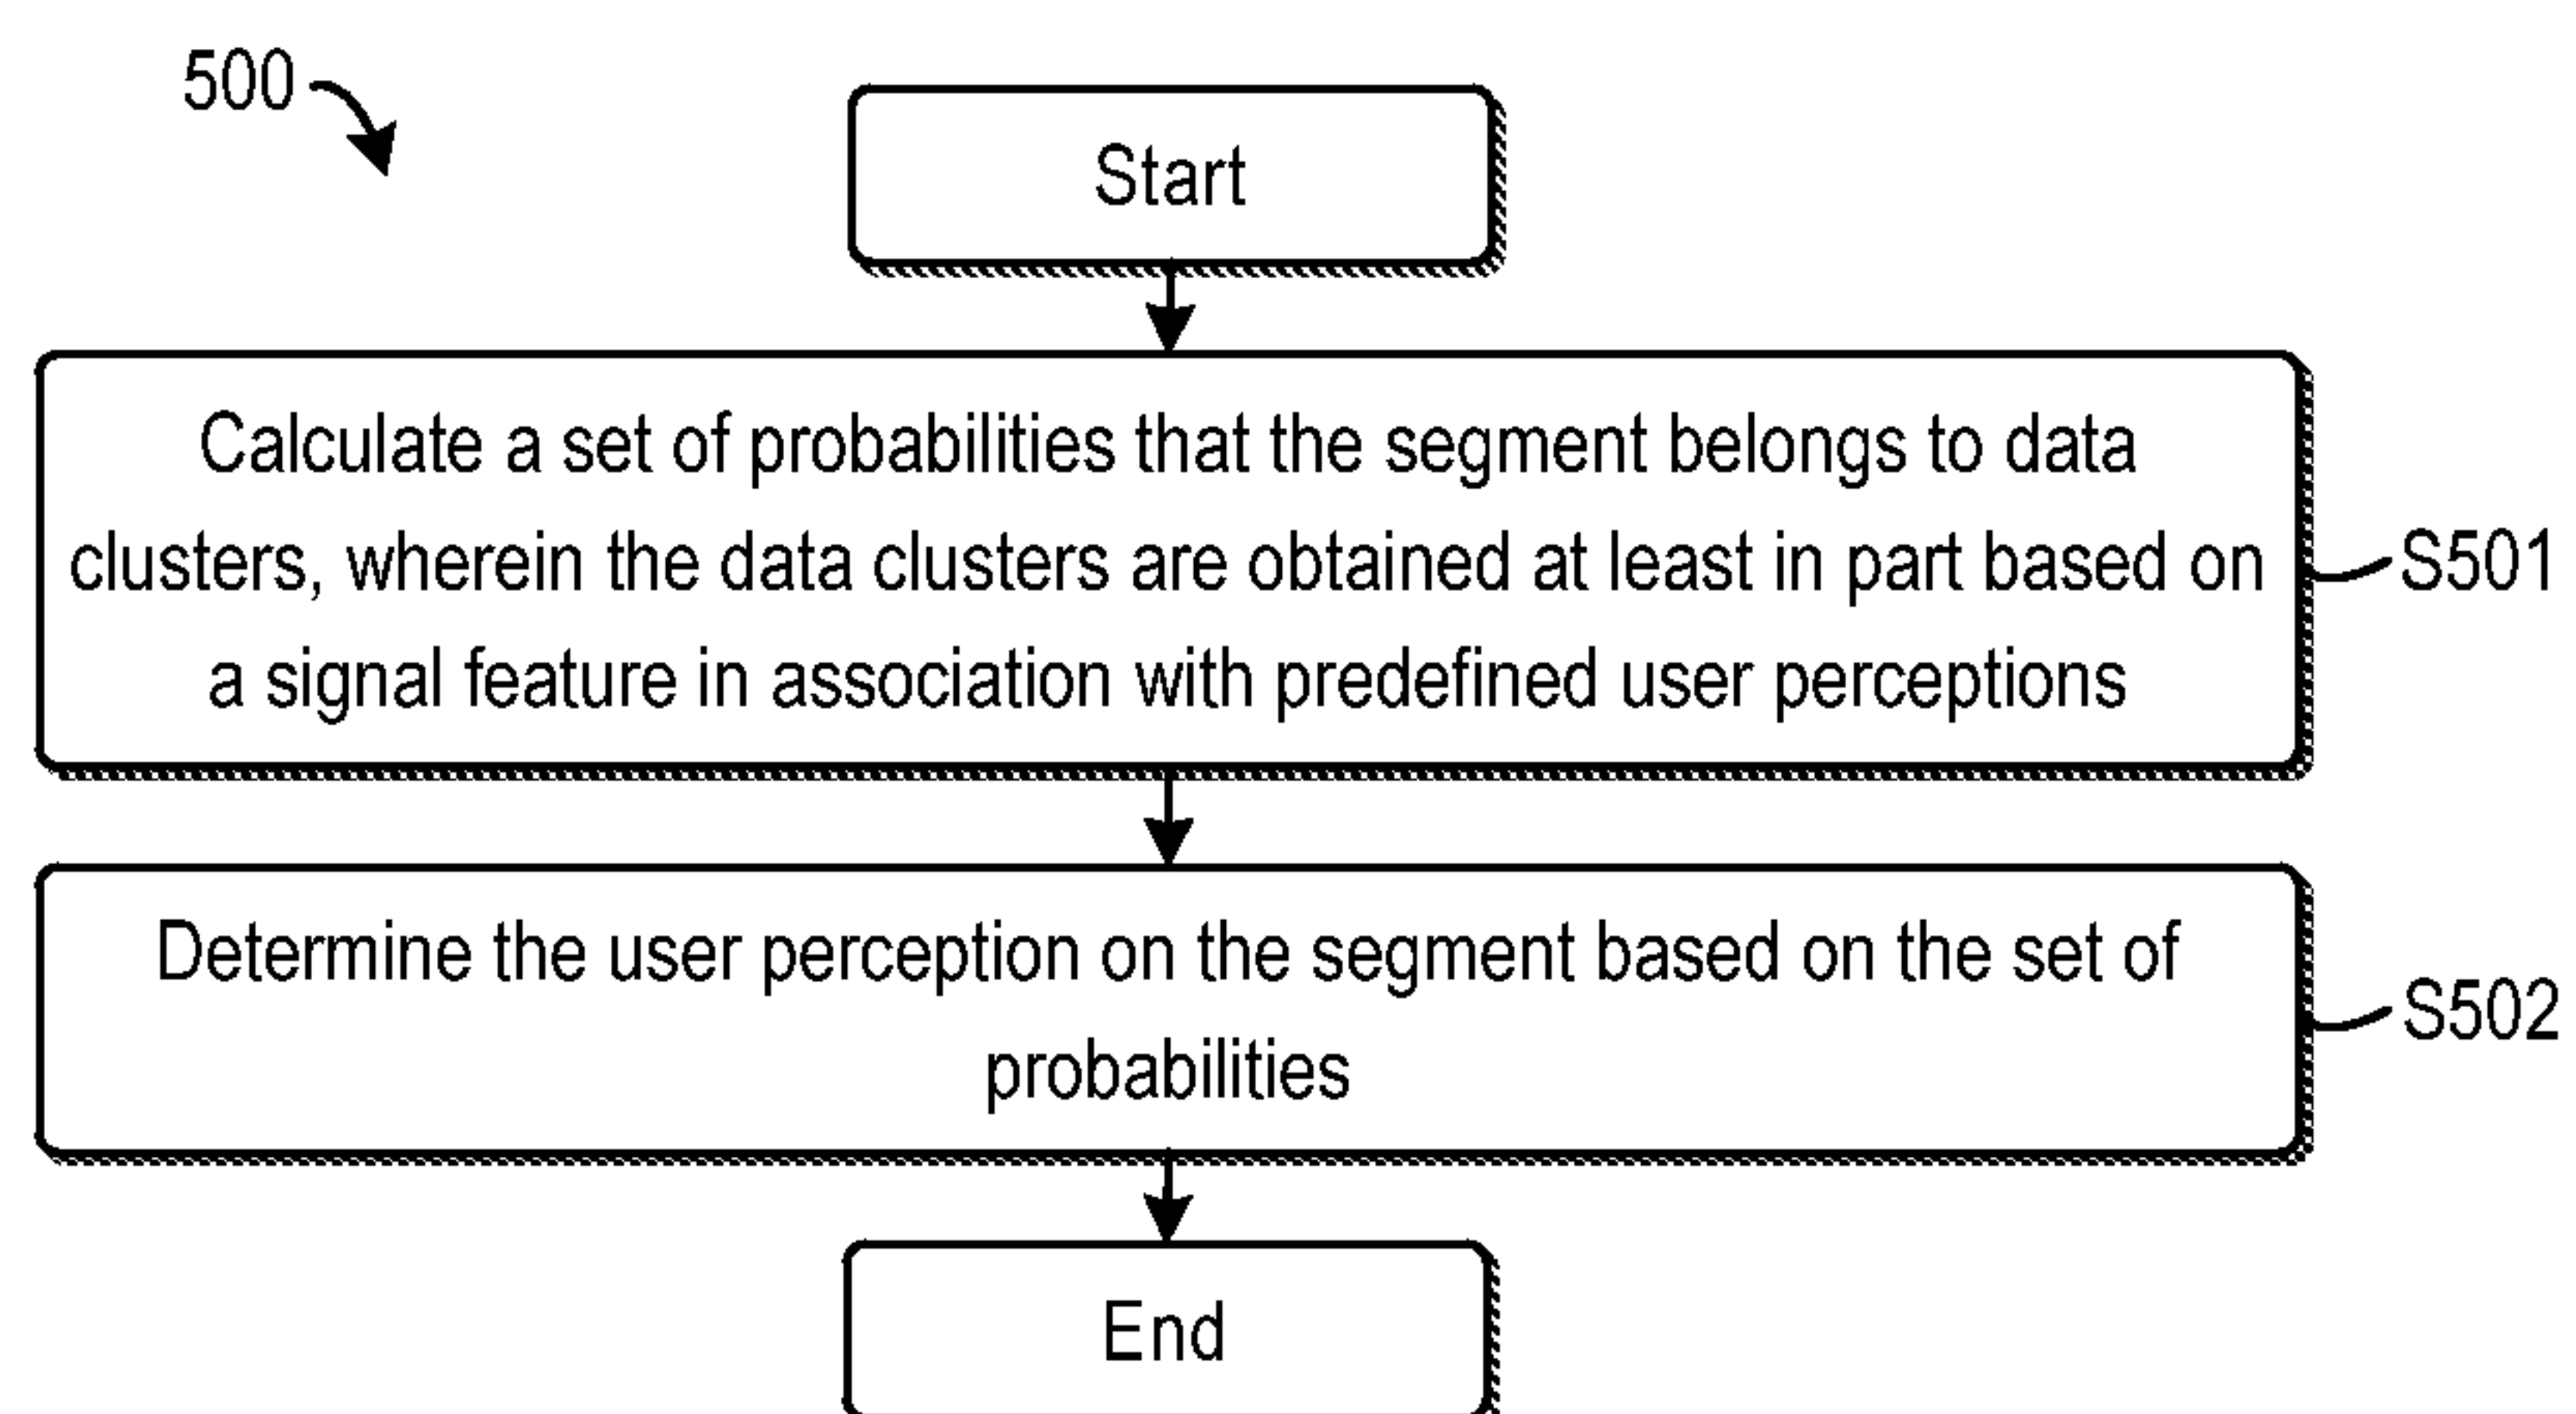 500
Start
Calculate a set of probabilities that the segment belongs to data
clusters, wherein the data clusters are obtained at least in part based on
a signal feature in association with predefined user perceptions
S501
Determine the user perception on the segment based on the set of
probabilities
S502
End